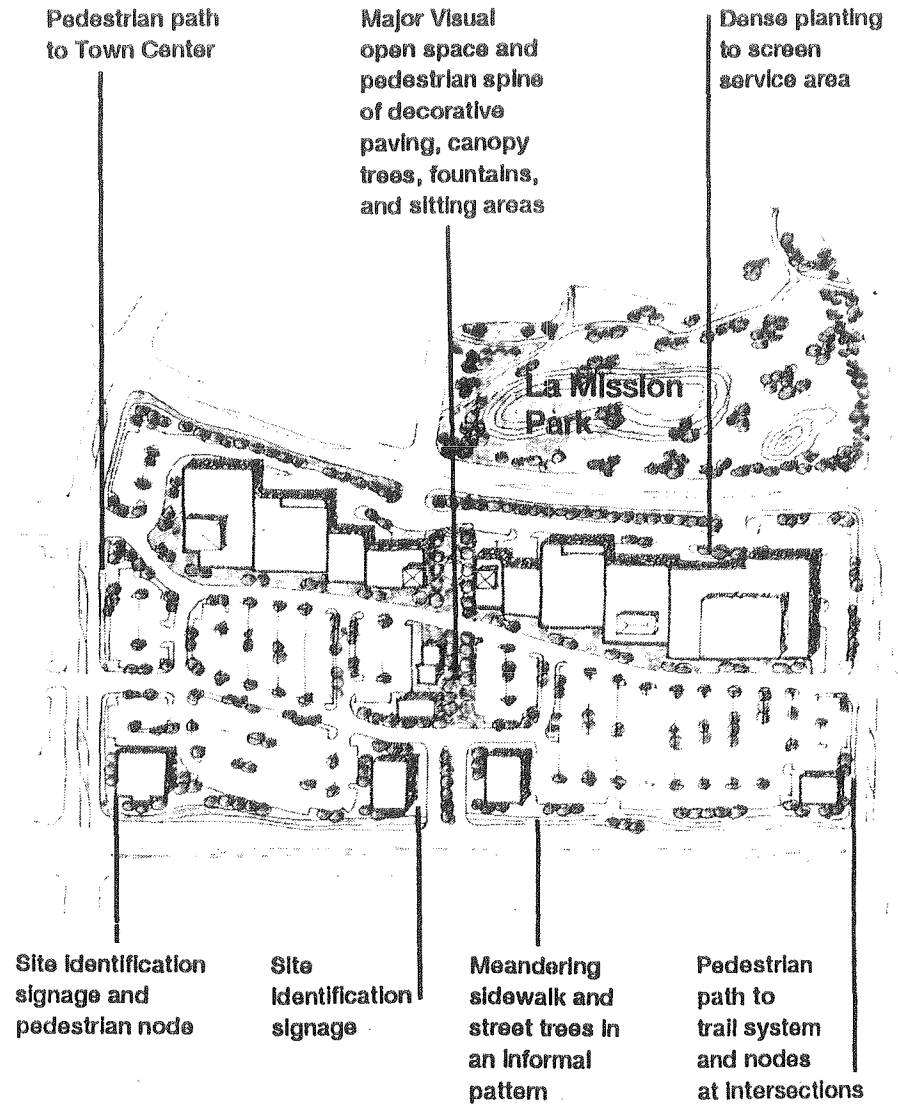 Pedestrian path
to Town Center
Major Visual
open space and
pedestrian spine
of decorative
paving, canopy
trees, fountains,
and sitting areas
Dense planting
to screen
service area
La Mission
Park
Site identification
signage and
pedestrian node
Site
identification
signage
Meandering
sidewalk and
street trees in
an informal
pattern
Pedestrian
path to
trail system
and nodes
at intersections